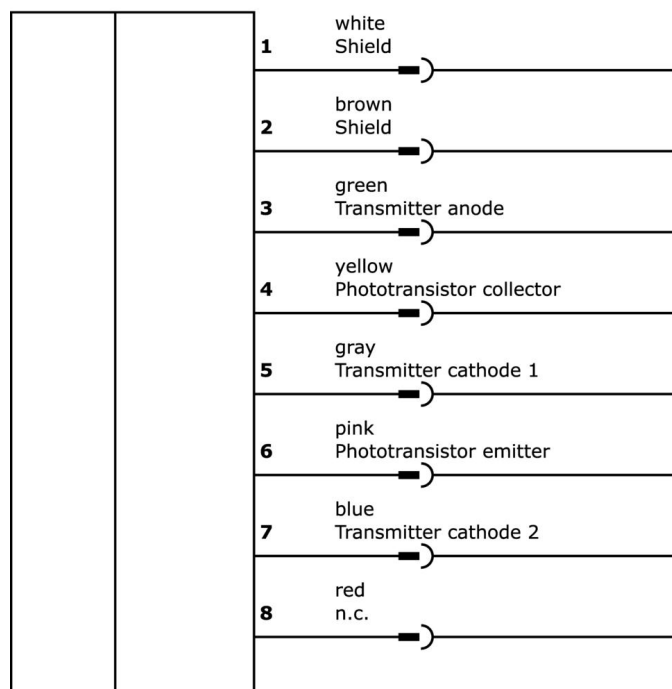 white
1 Shield
brown
2 Shield
green
3 Transmitter anode
yellow
4 Phototransistor collector
gray
5 Transmitter cathode 1
pink
6 Phototransistor emitter
blue
7 Transmitter cathode 2
red
8 n.c.